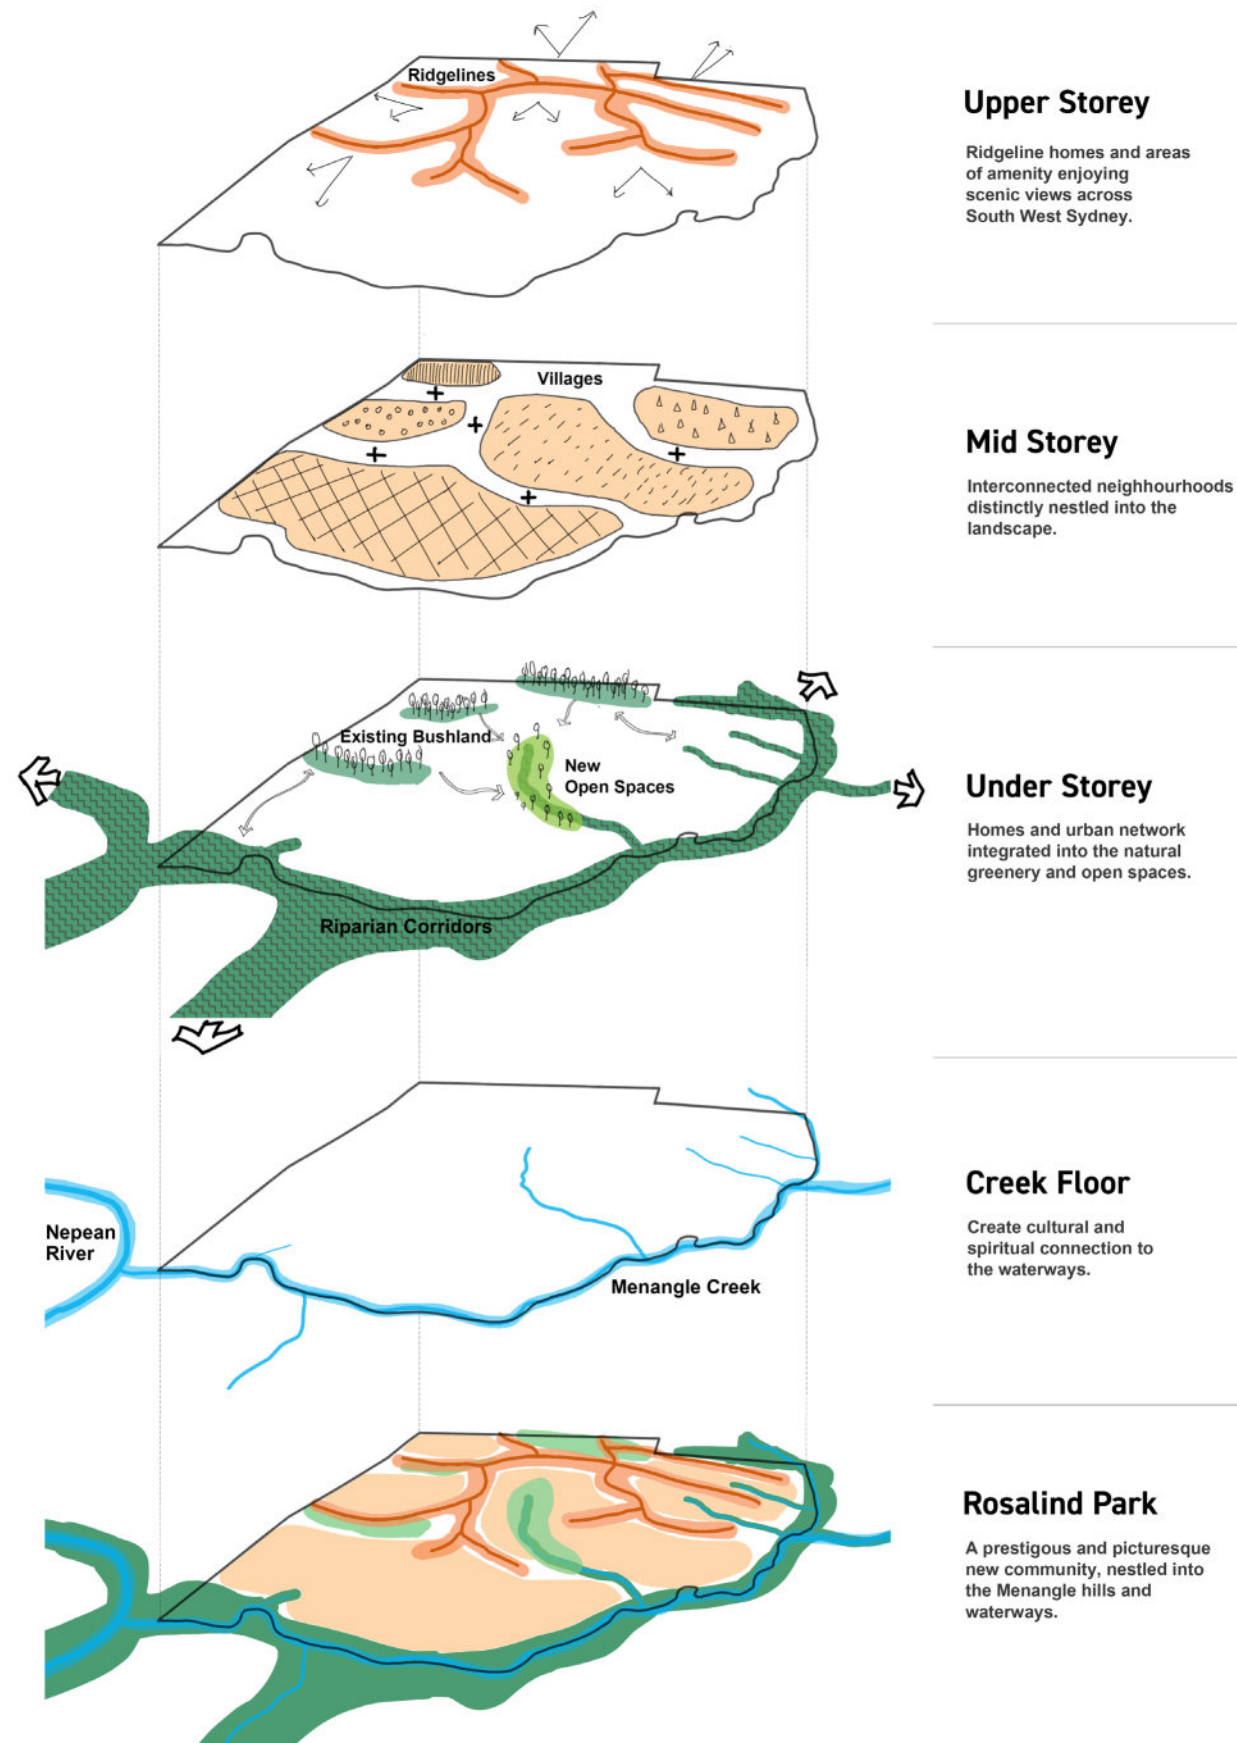 Ridgelines
Upper Storey
Ridgeline homes and areas
of amenity enjoying
scenic views across
South West Sydney.
Villages
Mid Storey
Interconnected neighhourhoods
distinctly nestled into the
landscape.
Existing Bushland
New
Open Spaces
Riparian Corridors
Under Storey
Homes and urban network
integrated into the natural
greenery and open spaces.
Nepean
River
Menangle Creek
Creek Floor
Create cultural and
spiritual connection to
the waterways.
Rosalind Park
A prestigous and picturesque
new community, nestled into
the Menangle hills and
waterways.